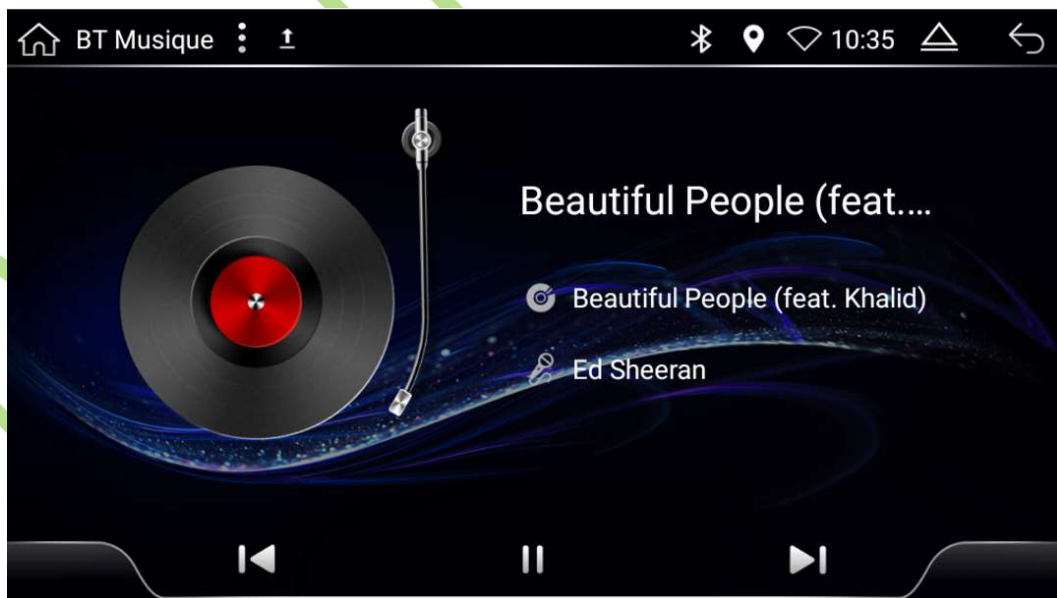 BT Musique
10:35
Beautiful People (feat....
Beautiful People (feat. Khalid)
Ed Sheeran